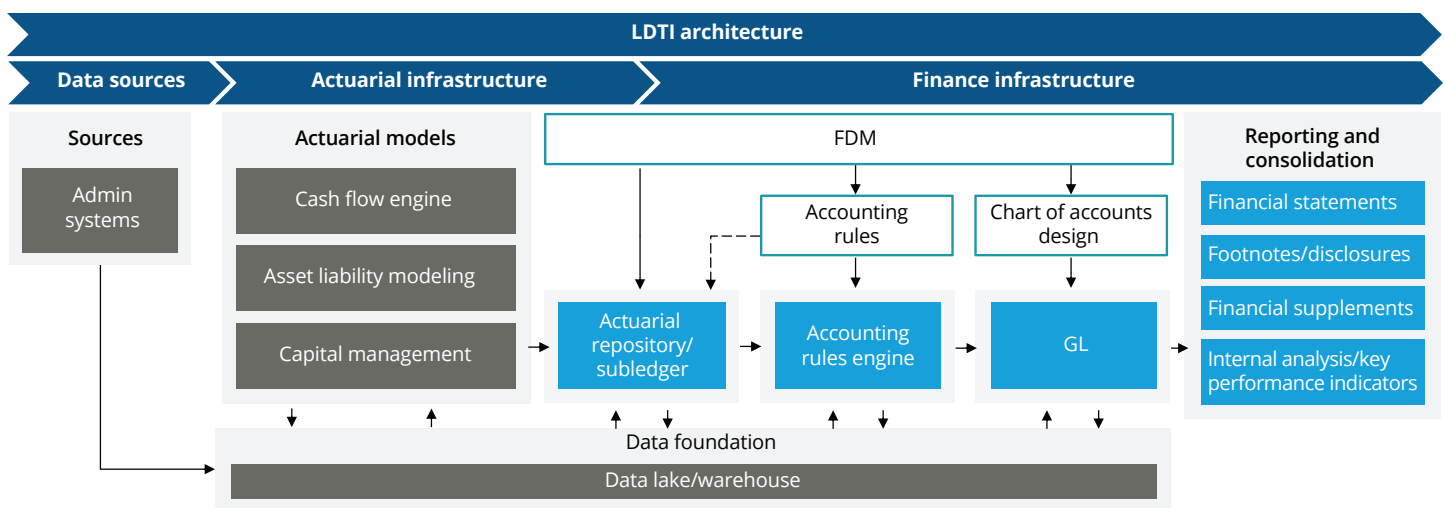 LDTI architecture
Data sources
Actuarial infrastructure
Finance infrastructure
Sources
Admin
systems
Actuarial models
Cash flow engine
Asset liability modeling
Capital management
FDM
Accounting
rules
Chart of accounts
design
Actuarial
repository/
subledger
Accounting
rules engine
GL
Reporting and
consolidation
Financial statements
Footnotes/disclosures
Financial supplements
Internal analysis/key
performance indicators
Data foundation
Data lake/warehouse